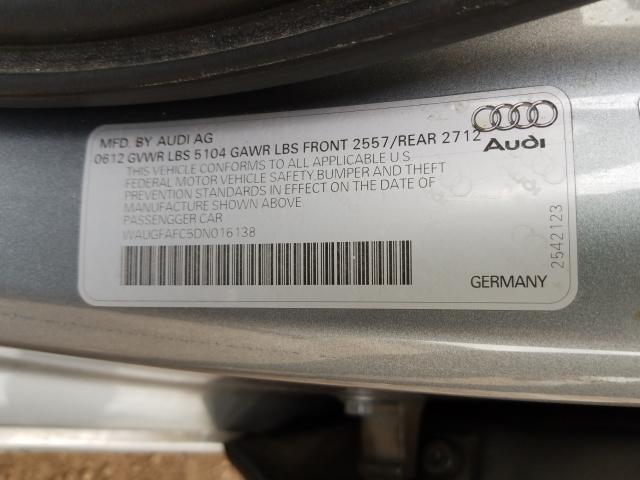 MFD. BY AUDI AG
0612 GVWR LBS 5104 GAWR LBS FRONT 2557/REAR 2712
THIS VEHICLE CONFORMS TO ALL APPLICABLE U.S
FEDERAL MOTOR VEHICLE SAFETY,BUMPER AND THEFT
PREVENTION STANDARDS IN EFFECT ON THE DATE OF
MANUFACTURE SHOWN ABOVE
PASSENGGER CAR
WAUGFAFC5DN016138
Audi
GERMANY
2542123